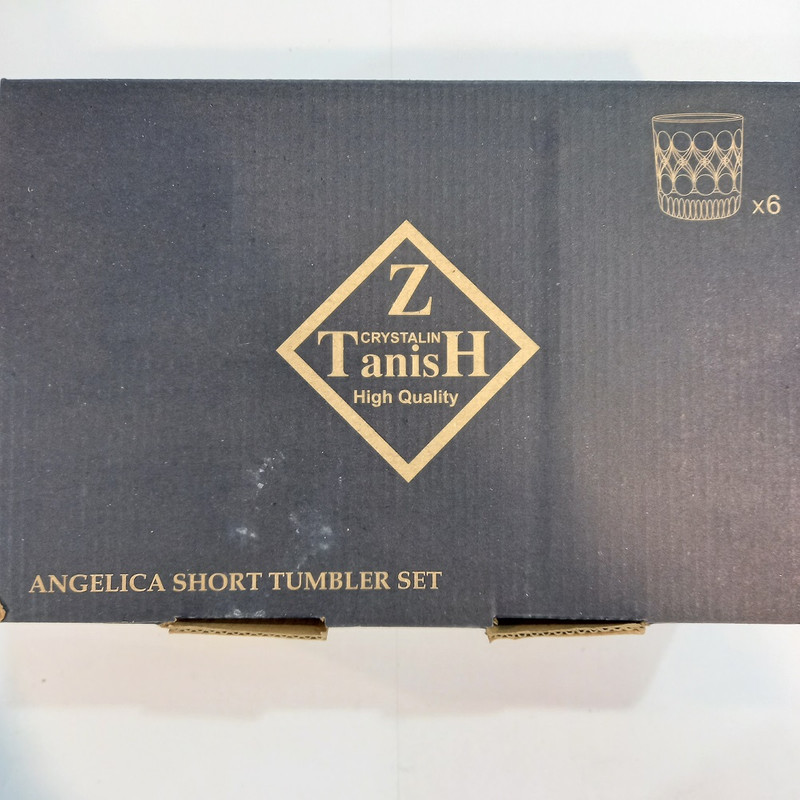 x6
Z
CRYSTALIN
TanisH
High Quality
ANGELICA SHORT TUMBLER SET